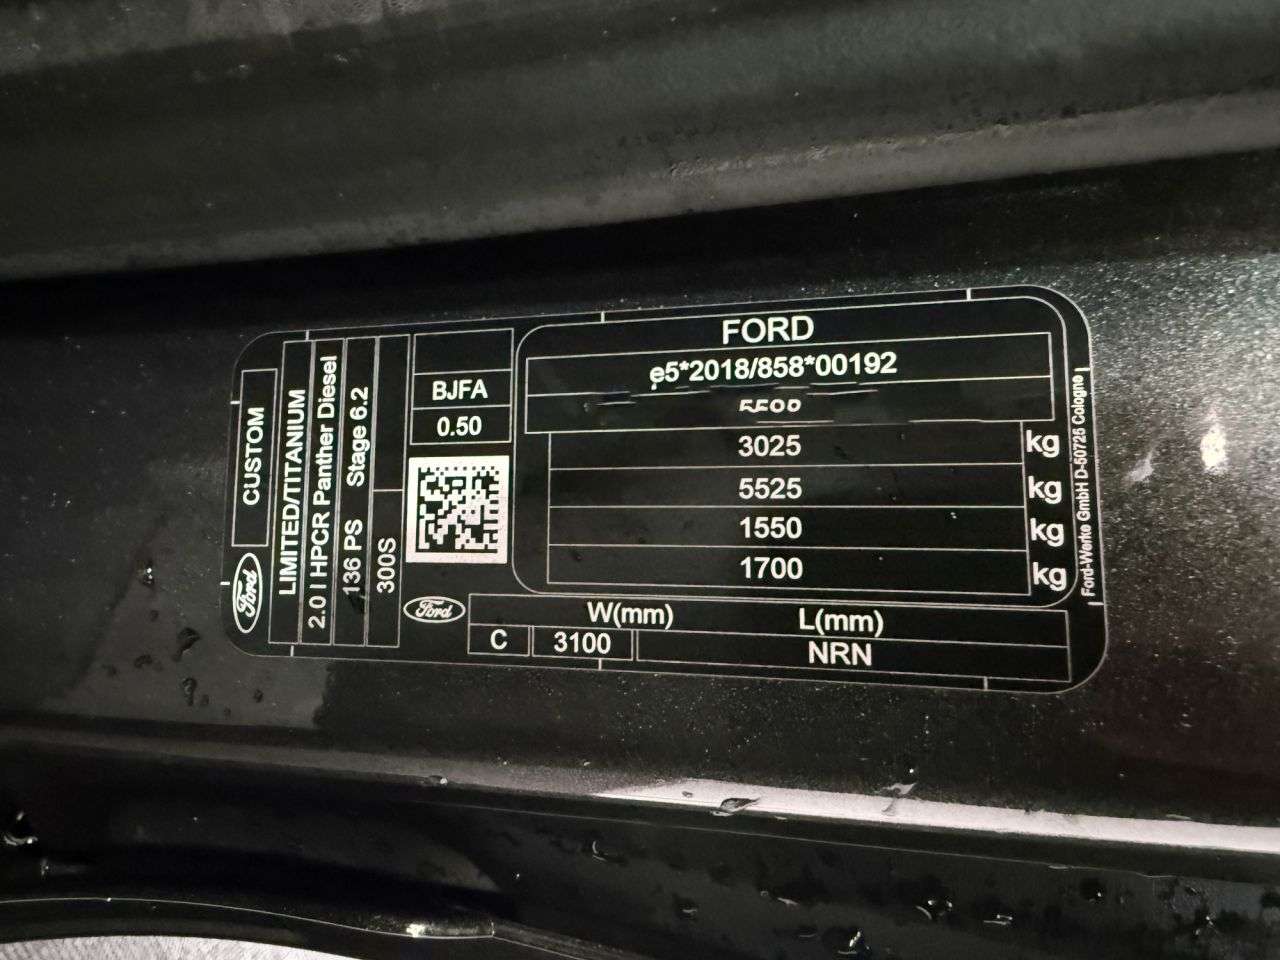 FORD
e5*2018/858*00192
3025 kg
5525 kg
1550 kg
1700 kg
Ford-Werke GmbH D-50725 Cologne
BJFA
0.50
Ford
CUSTOM
LIMITED/TITANIUM
2.0 l HPCR Panther Diesel
136 PS Stage 6.2
300S
Ford
W(mm) L(mm)
C 3100 NRN